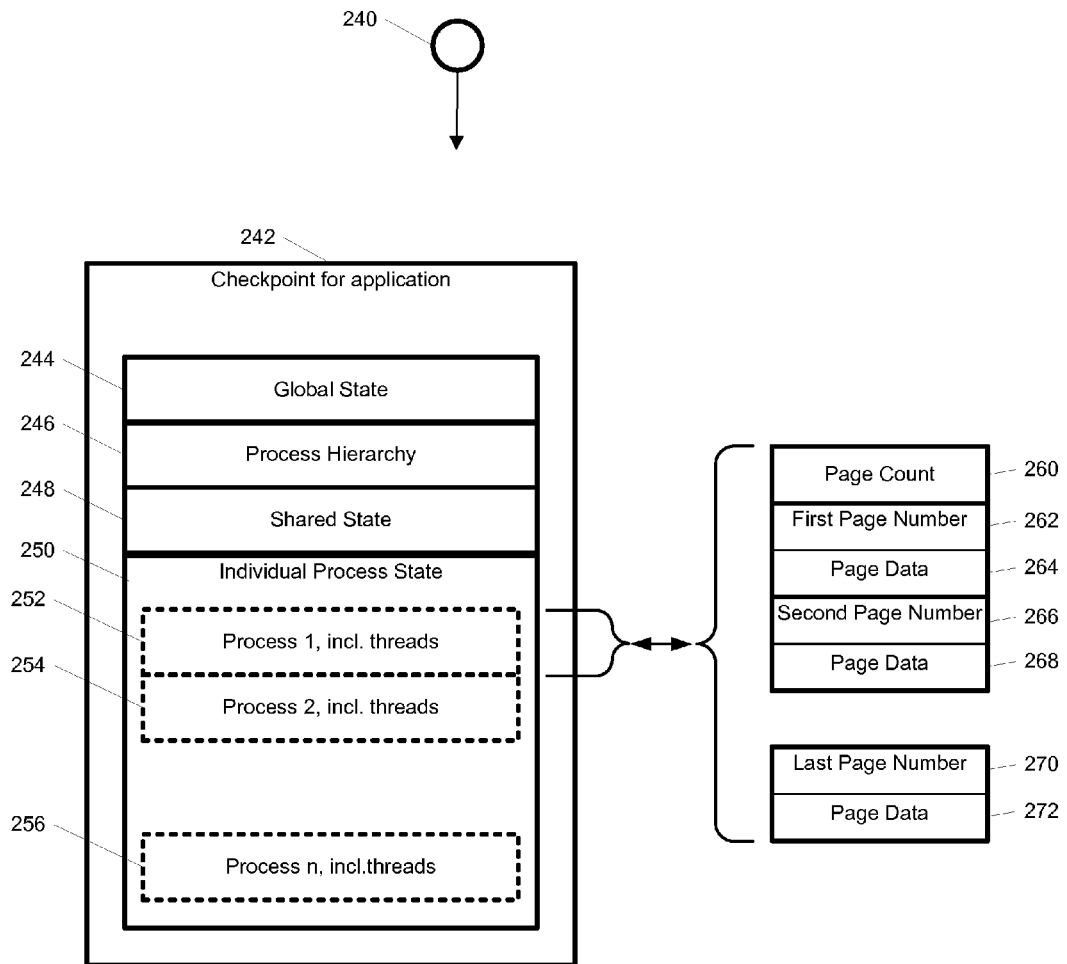 240
242
Checkpoint for application
244
Global State
246
Process Hierarchy
248
Shared State
250
Individual Process State
252
Process 1, incl. threads
254
Process 2, incl. threads
256
Process n, incl.threads
Page Count
260
First Page Number
262
Page Data
264
Second Page Number
266
Page Data
268
Last Page Number
270
Page Data
272